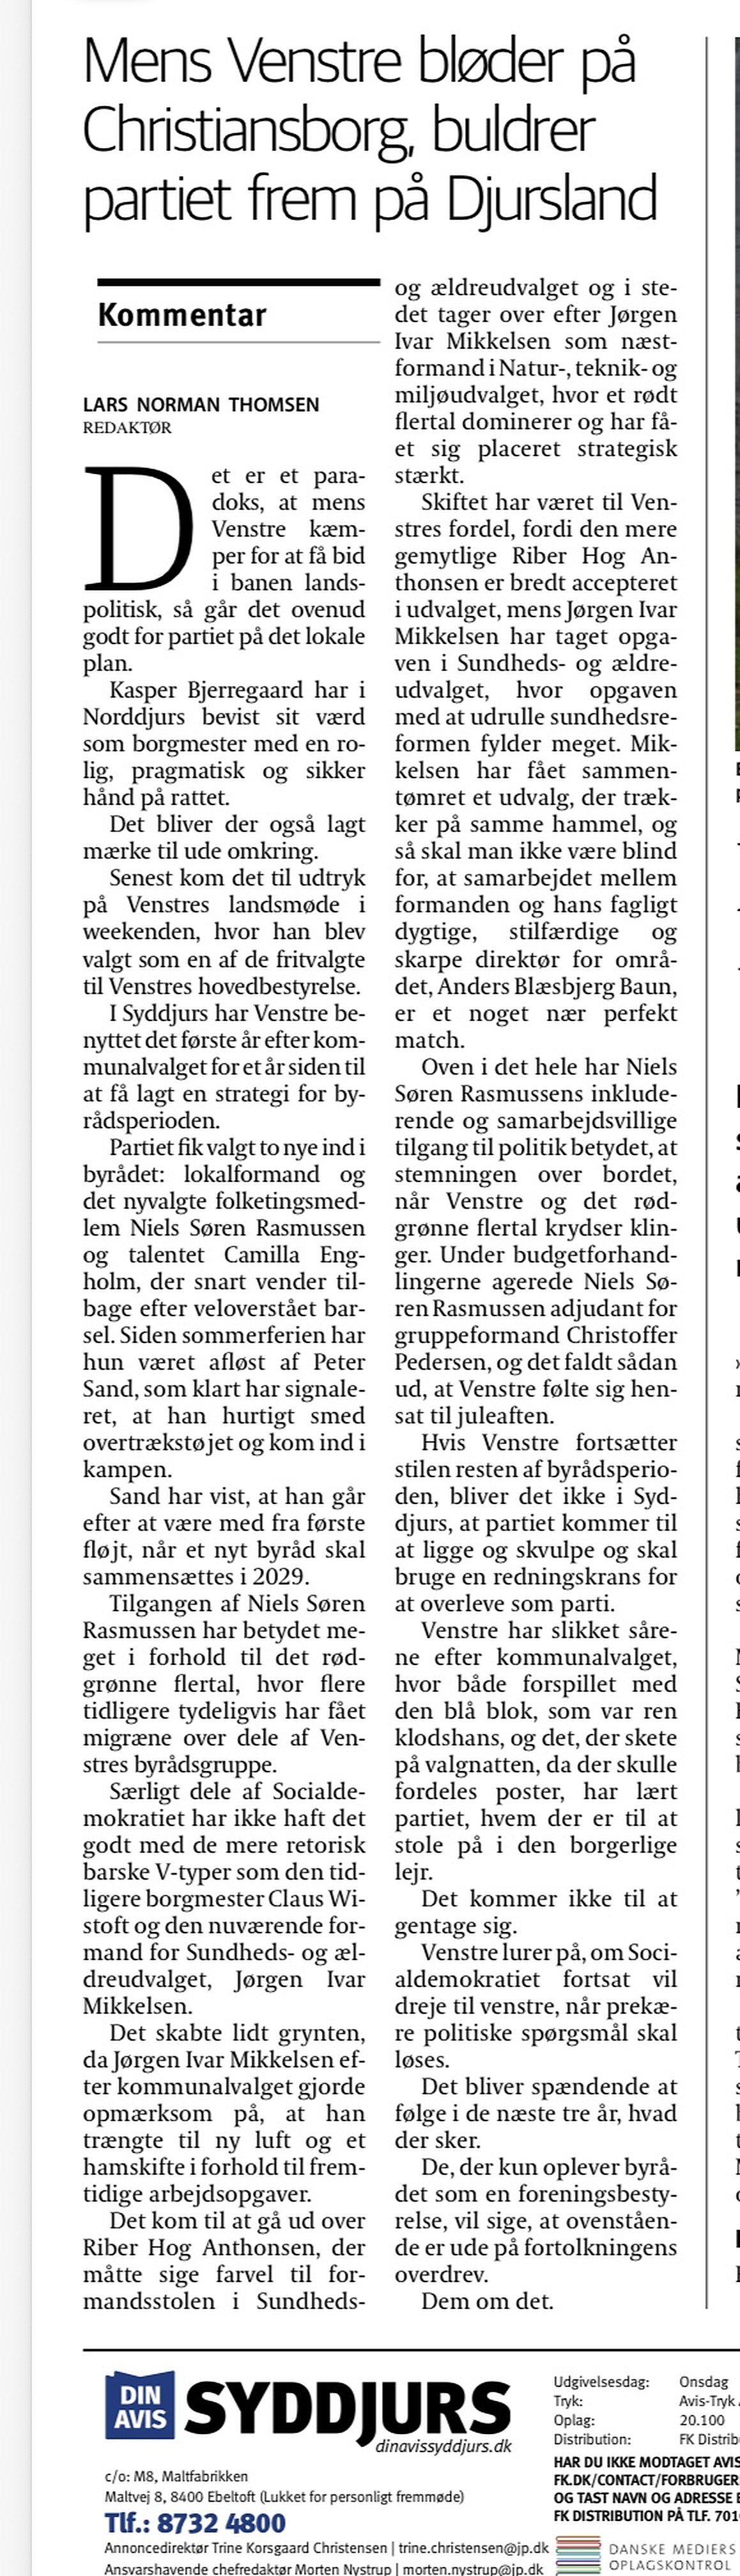 Mens Venstre bløder på
Christiansborg, buldrer
partiet frem på Djursland
Kommentar
LARS NORMAN THOMSEN
REDAKTØR
Det er et para-
doks, at mens
Venstre kæm-
per for at få bid
i banen lands-
politisk, så går det ovenud
godt for partiet på det lokale
plan.
Kasper Bjerregaard har i
Norddjurs bevist sit værd
som borgmester med en ro-
lig, pragmatisk og sikker
hånd på rattet.
Det bliver der også lagt
mærke til ude omkring.
Senest kom det til udtryk
på Venstres landsmøde i
weekenden, hvor han blev
valgt som en af de fritvalgte
til Venstres hovedbestyrelse.
I Syddjurs har Venstre be-
nyttet det første år efter kom-
munalvalget for et år siden til
at få lagt en strategi for by-
rådsperioden.
Partiet fik valgt to nye ind i
byrådet: lokalformand og
det nyvalgte folketingsmed-
lem Niels Søren Rasmussen
og talentet Camilla Eng-
holm, der snart vender til-
bage efter veloverstået bar-
sel. Siden sommerferien har
hun været afløst af Peter
Sand, som klart har signale-
ret, at han hurtigt smed
overtrækstøjet og kom ind i
kampen.
Sand har vist, at han går
efter at være med fra første
fløjt, når et nyt byråd skal
sammensættes i 2029.
Tilgangen af Niels Søren
Rasmussen har betydet me-
get i forhold til det rød-
grønne flertal, hvor flere
tidligere tydeligvis har fået
migræne over dele af Ven-
stres byrådsgruppe.
Særligt dele af Socialde-
mokratiet har ikke haft det
godt med de mere retorisk
barske V-typer som den tid-
ligere borgmester Claus Wi-
stoft og den nuværende for-
mand for Sundheds- og æl-
dreudvalget, Jørgen Ivar
Mikkelsen.
Det skabte lidt grynten,
da Jørgen Ivar Mikkelsen ef-
ter kommunalvalget gjorde
opmærksom på, at han
trængte til ny luft og et
hamskifte i forhold til frem-
tidige arbejdsopgaver.
Det kom til at gå ud over
Riber Hog Anthonsen, der
måtte sige farvel til for-
mandsstolen i Sundheds-
og ældreudvalget og i ste-
det tager over efter Jørgen
Ivar Mikkelsen som næst-
formand i Natur-, teknik- og
miljøudvalget, hvor et rødt
flertal dominerer og har få-
et sig placeret strategisk
stærkt.
Skiftet har været til Ven-
stres fordel, fordi den mere
gemytlige Riber Hog An-
thonsen er bredt accepteret
i udvalget, mens Jørgen Ivar
Mikkelsen har taget opga-
ven i Sundheds- og ældre-
udvalget, hvor opgaven
med at udrulle sundhedsre-
formen fylder meget. Mik-
kelsen har fået sammen-
tømret et udvalg, der træk-
ker på samme hammel, og
så skal man ikke være blind
for, at samarbejdet mellem
formanden og hans fagligt
dygtige, stilfærdige og
skarpe direktør for områ-
det, Anders Blæsbjerg Baun,
er et noget nær perfekt
match.
Oven i det hele har Niels
Søren Rasmussens inklude-
rende og samarbejdsvillige
tilgang til politik betydet, at
stemningen over bordet,
når Venstre og det rød-
grønne flertal krydser klin-
ger. Under budgetforhand-
lingerne agerede Niels Sø-
ren Rasmussen adjudant for
gruppeformand Christoffer
Pedersen, og det faldt sådan
ud, at Venstre følte sig hen-
sat til juleaften.
Hvis Venstre fortsætter
stilen resten af byrådsperio-
den, bliver det ikke i Syd-
djurs, at partiet kommer til
at ligge og skvulpe og skal
bruge en redningskrans for
at overleve som parti.
Venstre har slikket såre-
ne efter kommunalvalget,
hvor både forspillet med
den blå blok, som var ren
klodshans, og det, der skete
på valgnatten, da der skulle
fordeles poster, har lært
partiet, hvem der er til at
stole på i den borgerlige
lejr.
Det kommer ikke til at
gentage sig.
Venstre lurer på, om Soci-
aldemokratiet fortsat vil
dreje til venstre, når prekæ-
re politiske spørgsmål skal
løses.
Det bliver spændende at
følge i de næste tre år, hvad
der sker.
De, der kun oplever byrå-
det som en foreningsbesty-
relse, vil sige, at ovenståen-
de er ude på fortolkningens
overdrev.
Dem om det.
DIN
AVIS
SYDDJURS
dinavissyddjurs.dk
c/o: M8, Maltfabrikken
Maltvej 8, 8400 Ebeltoft (Lukket for personligt fremmøde)
Tlf.: 8732 4800
Annoncedirektør Trine Korsgaard Christensen | trine.christensen@jp.dk
Ansvarshavende chefredaktør Morten Nystrup | morten.nystrup@jp.dk
Udgivelsesdag: Onsdag
Tryk: Avis-Tryk
Oplag: 20.100
Distribution: FK Distrib
HAR DU IKKE MODTAGET AVIS
FK.DK/CONTACT/FORBRUGER
OG TAST NAVN OG ADRESSE
FK DISTRIBUTION PÅ TLF. 701
DANSKE MEDIERS
OPLAGSKONTROL